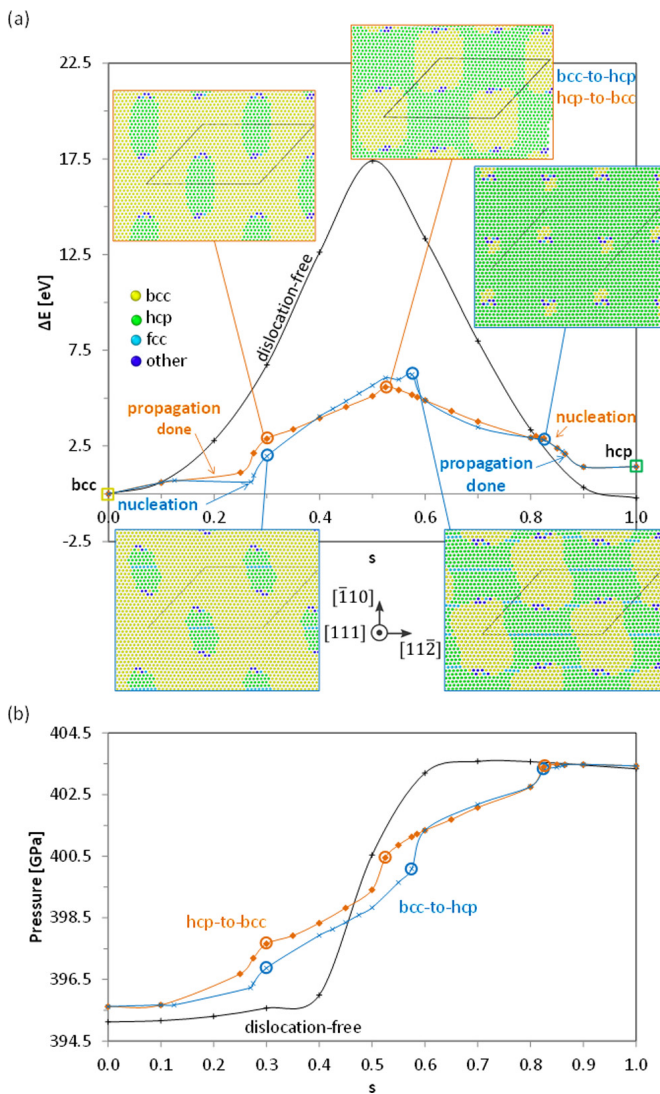 (a)
22.5
17.5
12.5
7.5
2.5
-2.5
ΔE [eV]
bcc-to-hcp
hcp-to-bcc
dislocation-free
bcc
hcp
fcc
other
propagation
done
nucleation
bcc
nucleation
hcp
propagation
done
0.0 0.2 0.4 0.6 0.8 1.0
s
[1̅10]
[111]
[112̅]
(b)
404.5
402.5
400.5
398.5
396.5
394.5
Pressure [GPa]
hcp-to-bcc
bcc-to-hcp
dislocation-free
0.0 0.1 0.2 0.3 0.4 0.5 0.6 0.7 0.8 0.9 1.0
s